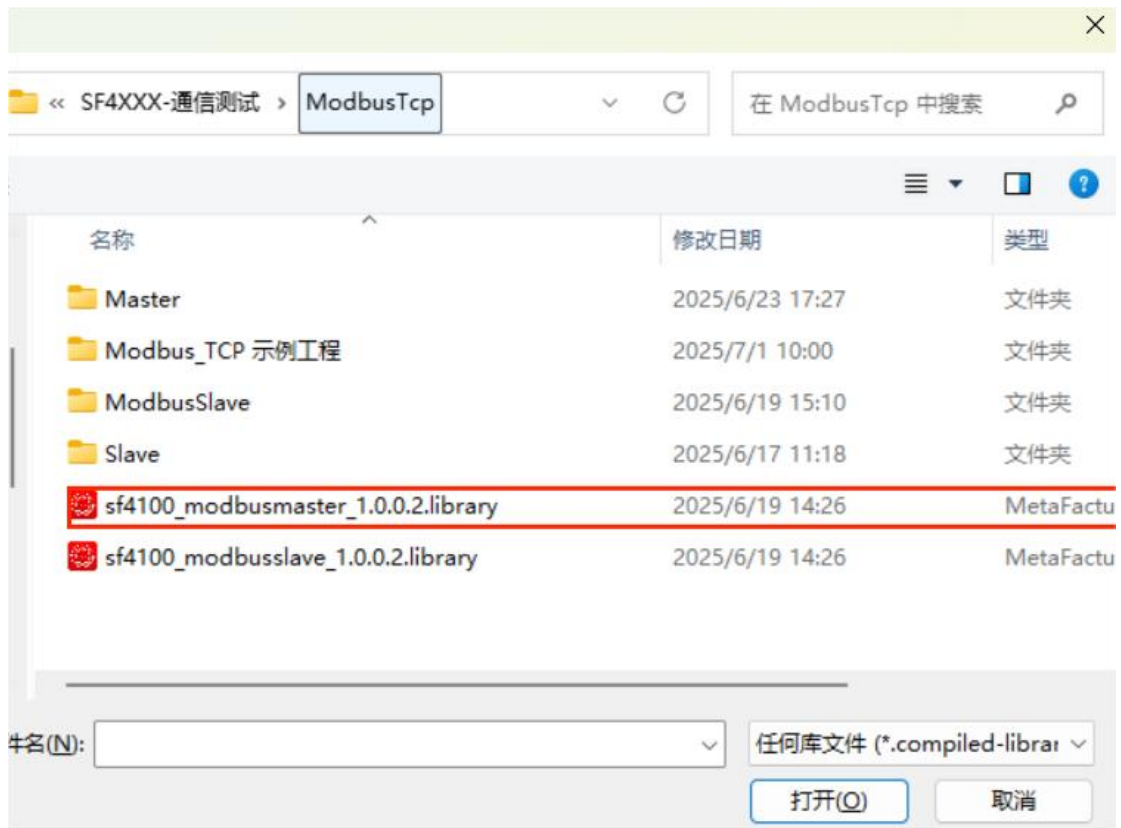 « SF4XXX-通信测试 › ModbusTcp 在 ModbusTcp 中搜索
名称 修改日期 类型
Master 2025/6/23 17:27 文件夹
Modbus_TCP 示例工程 2025/7/1 10:00 文件夹
ModbusSlave 2025/6/19 15:10 文件夹
Slave 2025/6/17 11:18 文件夹
sf4100_modbusmaster_1.0.0.2.library 2025/6/19 14:26 MetaFactu
sf4100_modbusslave_1.0.0.2.library 2025/6/19 14:26 MetaFactu
件名(N): 任何库文件 (*.compiled-librar
打开(O) 取消